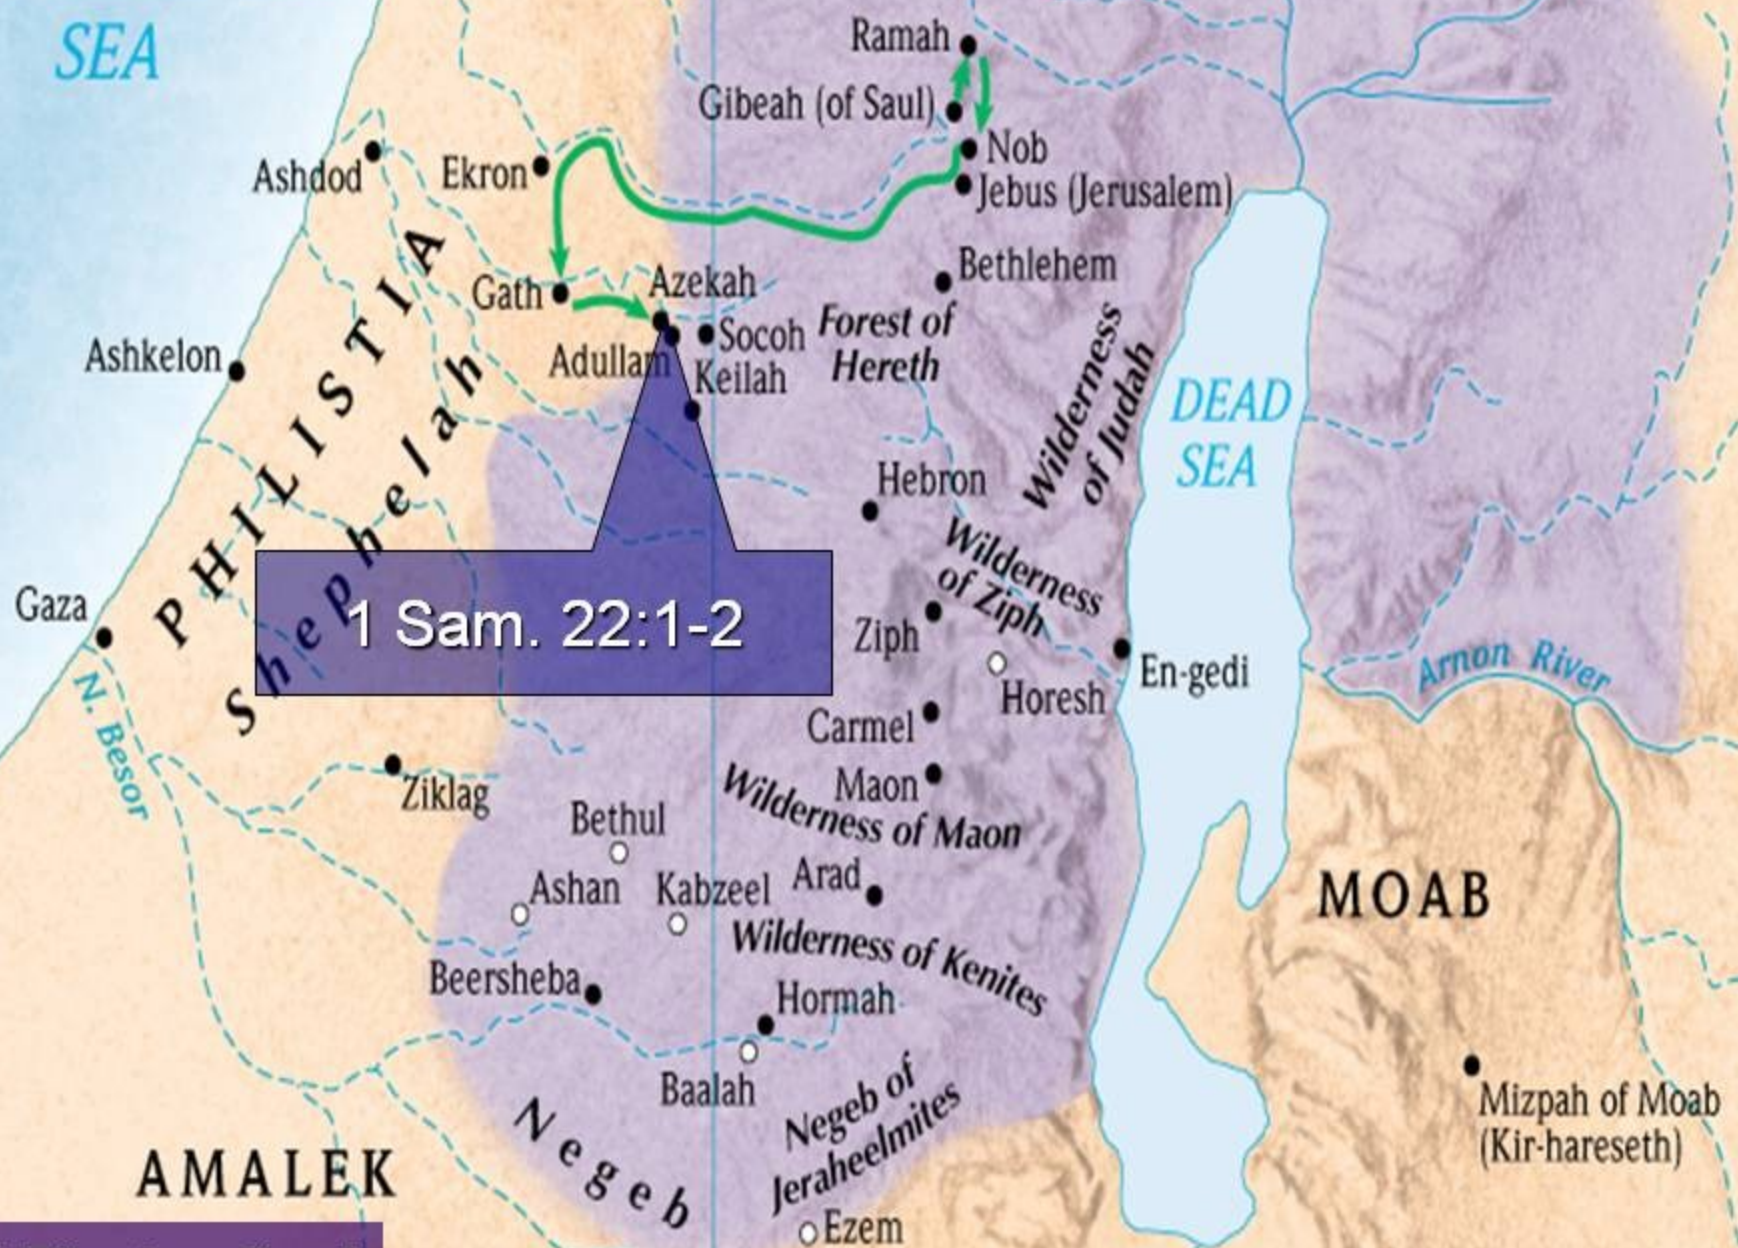 SEA
Ramah
Gibeah (of Saul)
Nob
Jebus (Jerusalem)
Ashdod
Ekron
Bethlehem
Gath
Azekah
Socoh
Forest of
Hereth
Adullam
Keilah
Ashkelon
PHILISTIA
Shephelah
Wilderness
of Judah
DEAD
SEA
Hebron
Wilderness
of Ziph
1 Sam. 22:1-2
Gaza
Ziph
En-gedi
Horesh
Arnon River
N. Besor
Carmel
Maon
Wilderness of Maon
Ziklag
Bethul
Ashan
Kabzeel
Arad
MOAB
Wilderness of Kenites
Beersheba
Hormah
Baalah
Negeb of
Jeraheelmites
Negeb
Mizpah of Moab
(Kir-hareseth)
AMALEK
Ezem